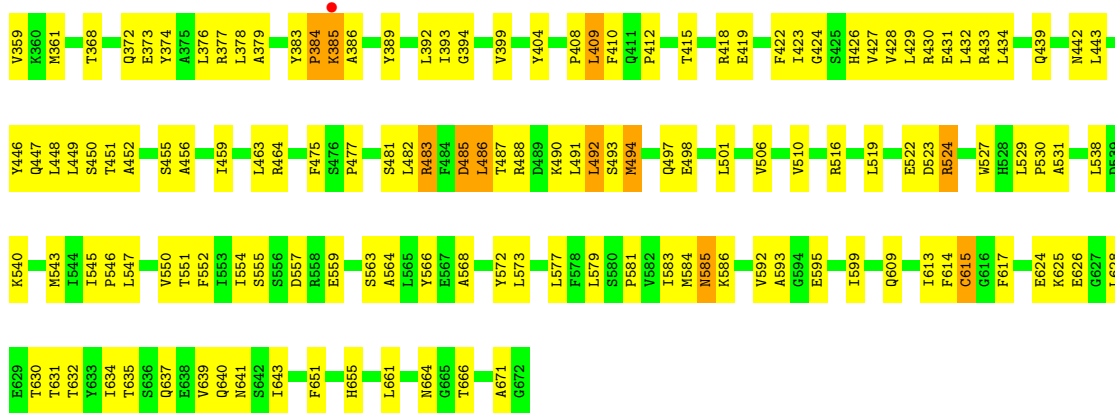 V359 K360 M361 T368 Q372 E373 Y374 A375 L376 R377 L378 A379 Y383 P384 K385 A386 Y389 L392 I393 G394 V399 Y404 P408 L409 F410 Q411 P412 T415 R418 E419 F422 I423 G424 S425 H426 V427 V428 L429 R430 E431 L432 R433 L434 Q439 N442 L443
Y446 Q447 L448 L449 S450 T451 A452 S455 A456 I459 L463 R464 F475 S476 P477 S481 L482 R483 F484 D485 L486 T487 R488 D489 K490 L491 L492 S493 M494 Q497 E498 L501 V506 V510 R516 L519 E522 D523 R524 W527 H528 L529 P530 A531 L538 D539
K540 M543 I544 I545 P546 L547 V550 T551 F552 I553 I554 S555 S556 D557 R558 E559 S563 A564 L565 Y566 E567 A568 Y572 L573 L577 F578 L579 S580 P581 V582 I583 M584 N585 K586 V592 A593 G594 E595 I599 Q609 I613 F614 C615 G616 F617 E624 K625 E626 G627 L628
E629 T630 T631 T632 Y633 I634 T635 S636 Q637 E638 V639 Q640 N641 S642 I643 F651 H655 L661 N664 G665 T666 A671 G672